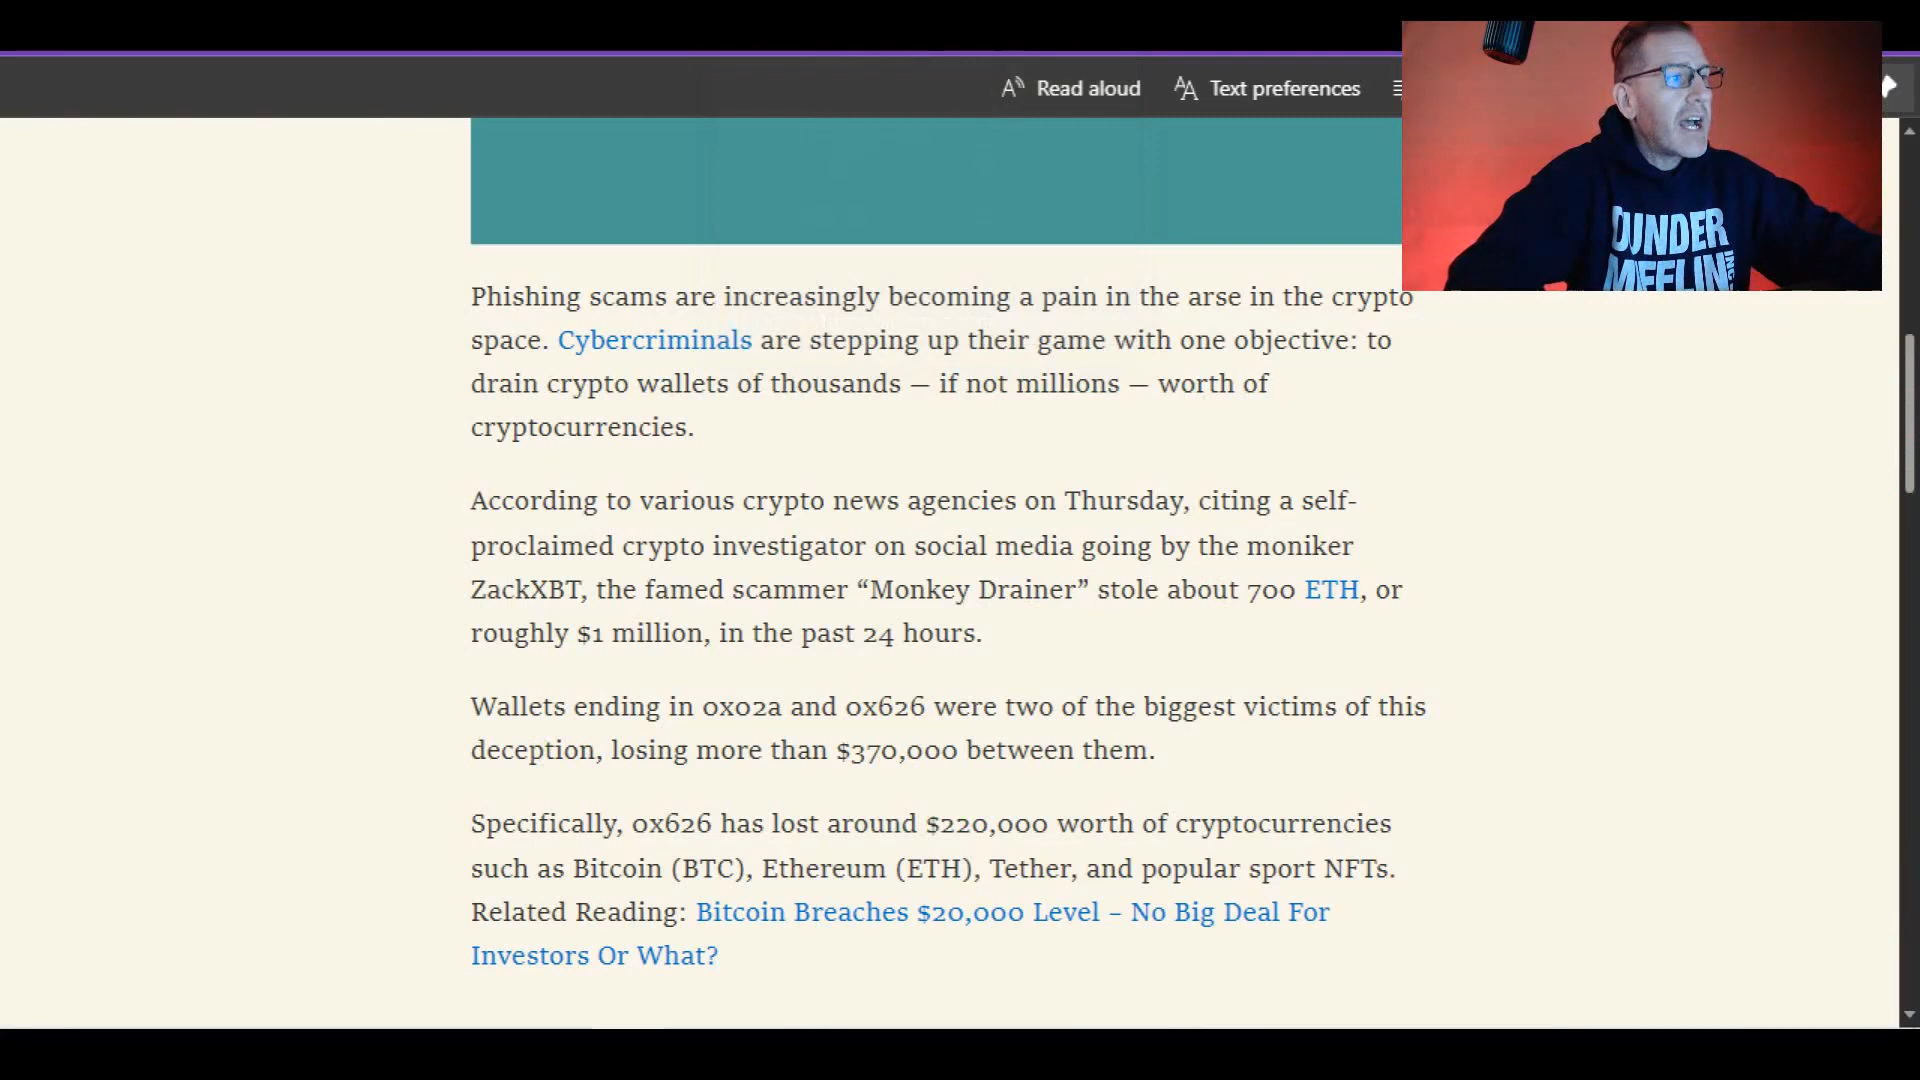 Read aloud
Text preferences
DUNDER
MIFFLIN
INC
Phishing scams are increasingly becoming a pain in the arse in the crypto
space. Cybercriminals are stepping up their game with one objective: to
drain crypto wallets of thousands — if not millions — worth of
cryptocurrencies.
According to various crypto news agencies on Thursday, citing a self-
proclaimed crypto investigator on social media going by the moniker
ZackXBT, the famed scammer “Monkey Drainer” stole about 700 ETH, or
roughly $1 million, in the past 24 hours.
Wallets ending in 0x02a and 0x626 were two of the biggest victims of this
deception, losing more than $370,000 between them.
Specifically, 0x626 has lost around $220,000 worth of cryptocurrencies
such as Bitcoin (BTC), Ethereum (ETH), Tether, and popular sport NFTs.
Related Reading: Bitcoin Breaches $20,000 Level – No Big Deal For
Investors Or What?